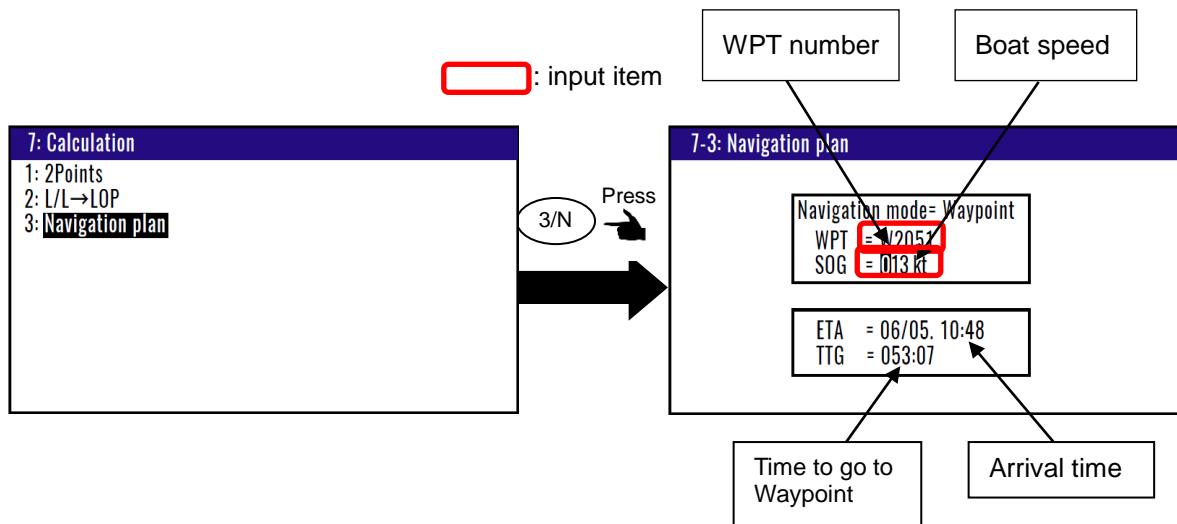 WPT number
Boat speed
: input item
7: Calculation
1: 2Points
2: L/L→LOP
3: Navigation plan
3/N
Press
7-3: Navigation plan
Navigation mode= Waypoint
WPT = W2051
SOG = 013 kt
ETA = 06/05. 10:48
TTG = 053:07
Time to go to
Waypoint
Arrival time